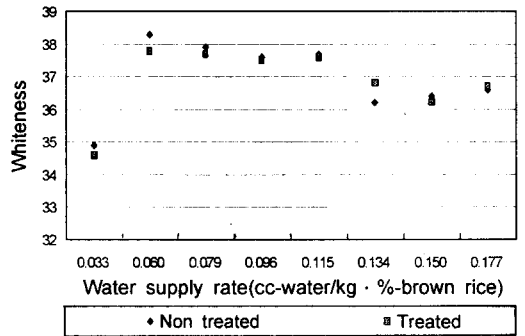 39
38
37
36
35
34
33
32
Whiteness
0.033 0.060 0.079 0.096 0.115 0.134 0.150 0.177
Water supply rate(cc-water/kg · %-brown rice)
Non treated Treated